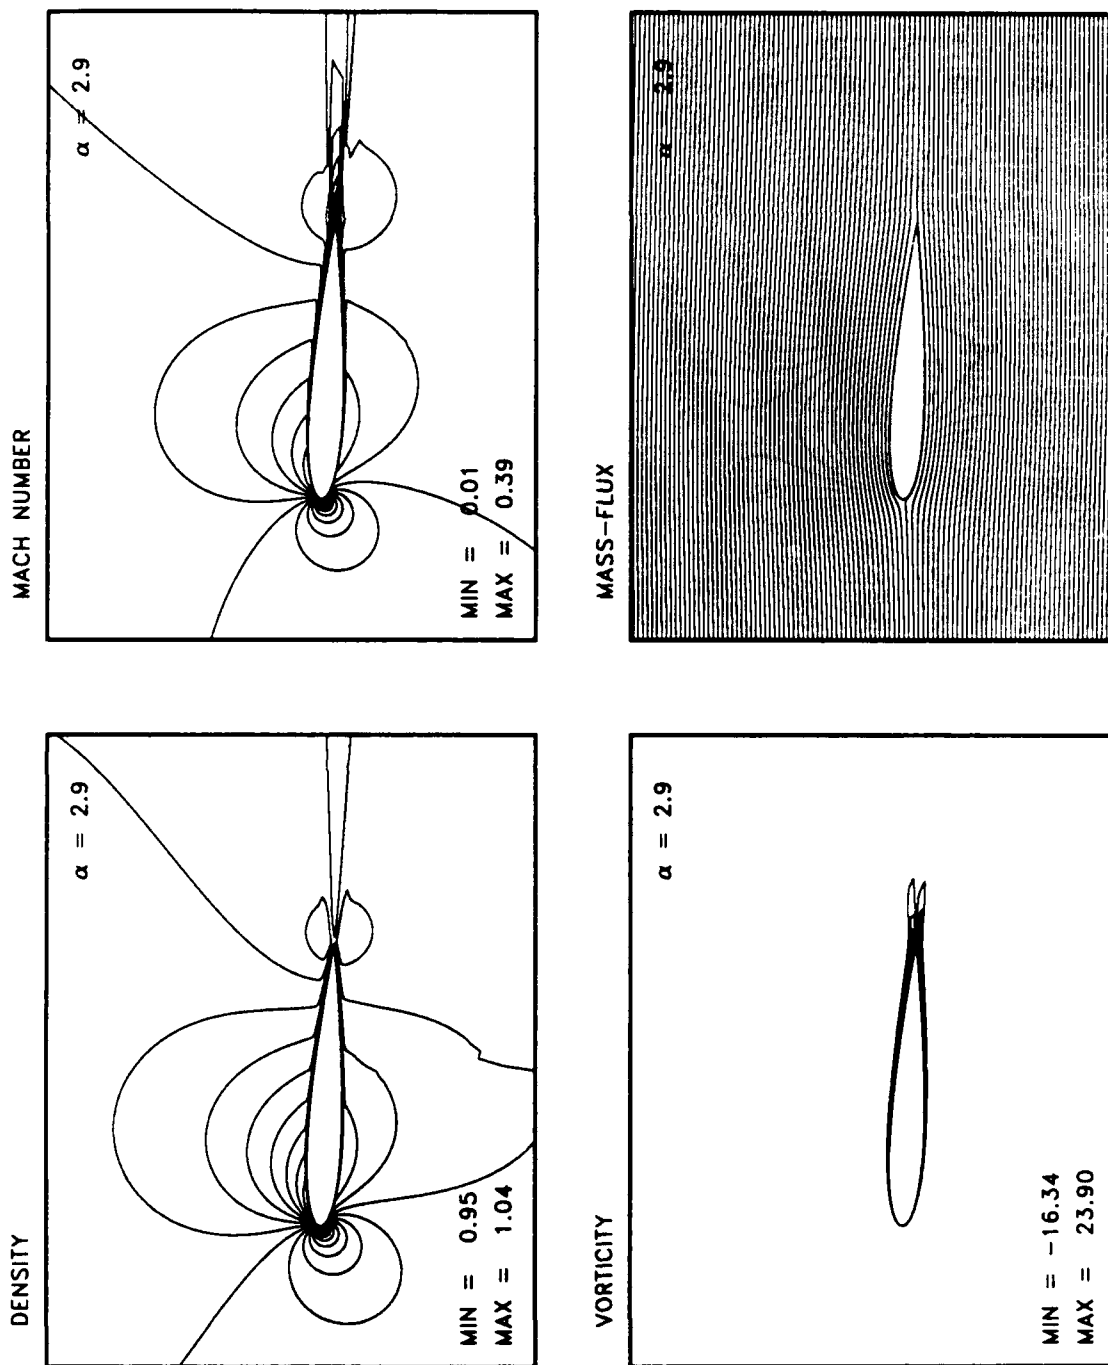 DENSITY
α = 2.9
MIN = 0.95
MAX = 1.04
MACH NUMBER
α = 2.9
MIN = 0.01
MAX = 0.39
VORTICITY
α = 2.9
MIN = -16.34
MAX = 23.90
MASS-FLUX
α 2.9